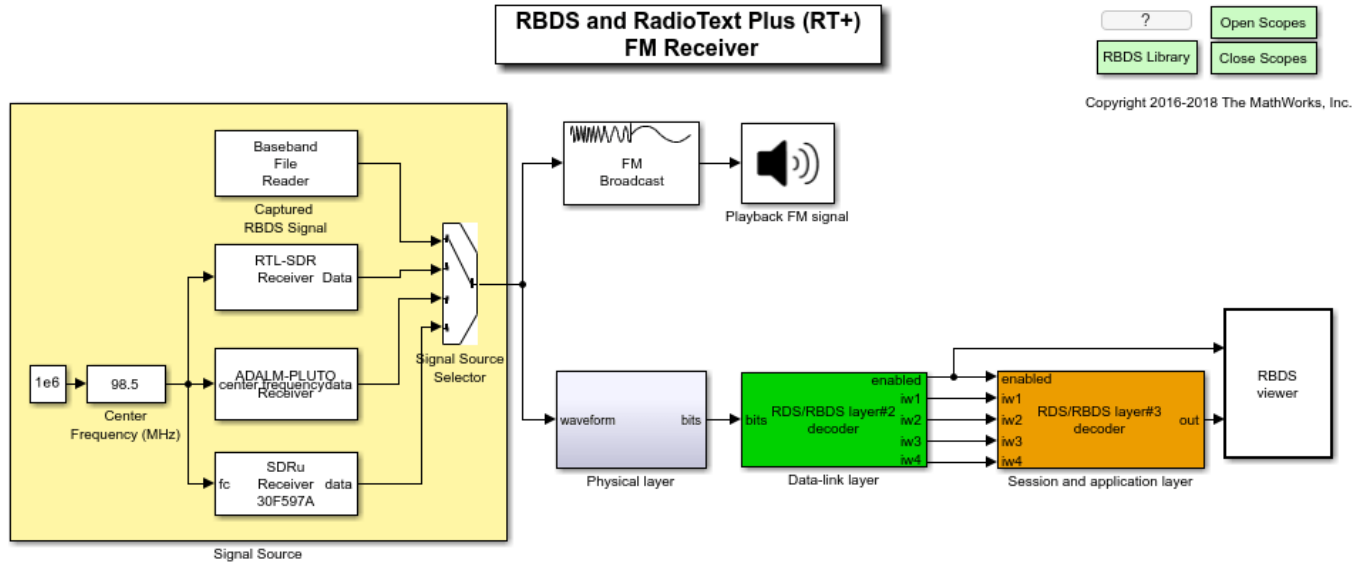 RBDS and RadioText Plus (RT+)
FM Receiver
?
Open Scopes
RBDS Library
Close Scopes
Copyright 2016-2018 The MathWorks, Inc.
Baseband
File
Reader
Captured
RBDS Signal
RTL-SDR
Receiver Data
1e6
98.5
Center
Frequency (MHz)
ADALM-PLUTO
center frequency data
Receiver
SDRu
fc Receiver data
30F597A
Signal Source
Selector
Signal Source
FM
Broadcast
Playback FM signal
waveform bits
Physical layer
enabled
iw1
bits RDS/RBDS layer#2 iw2
decoder
iw3
iw4
Data-link layer
enabled
iw1
iw2 RDS/RBDS layer#3 out
decoder
iw3
iw4
Session and application layer
RBDS
viewer